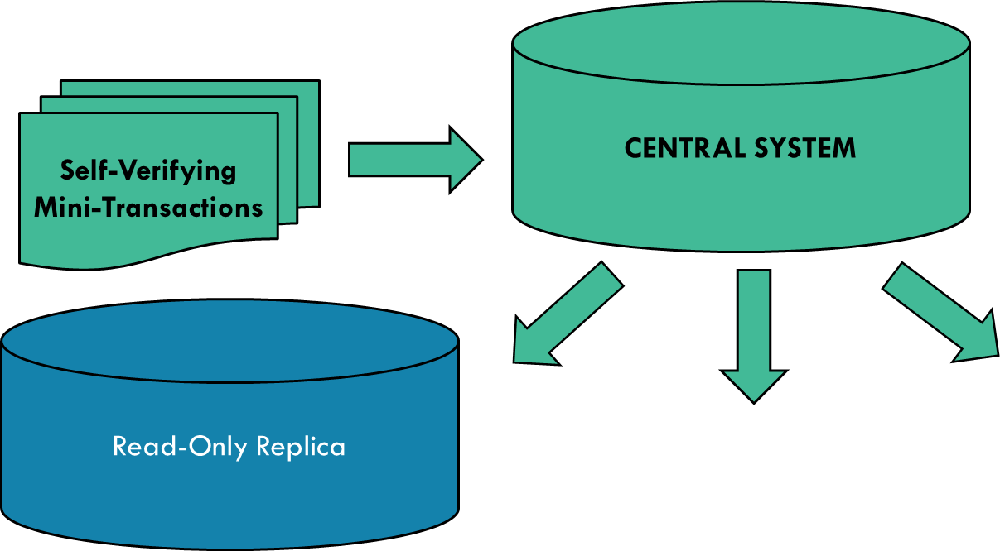 Self-Verifying
Mini-Transactions
CENTRAL SYSTEM
Read-Only Replica